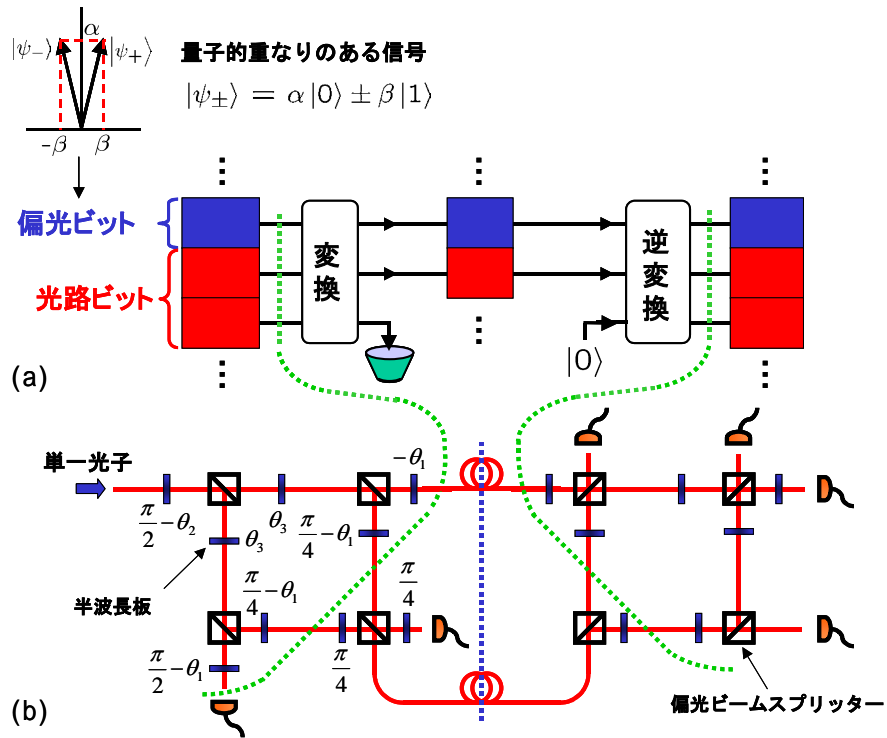 α
|ψ₋⟩ |ψ₊⟩
量子的重なりのある信号
|ψ±⟩ = α|0⟩ ± β|1⟩
-β β
偏光ビット
光路ビット
変換
逆変換
|0⟩
(a)
単一光子
-θ₁
π/2-θ₂
θ₃
θ₃
π/4-θ₁
半波長板
π/4-θ₁
π/4
π/2-θ₁
π/4
偏光ビームスプリッター
(b)